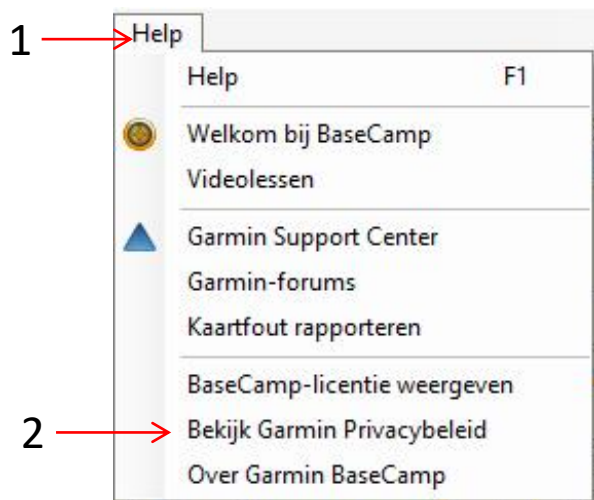 1 Help
Help F1
Welkom bij BaseCamp
Videolessen
Garmin Support Center
Garmin-forums
Kaartfout rapporteren
BaseCamp-licentie weergeven
2 Bekijk Garmin Privacybeleid
Over Garmin BaseCamp